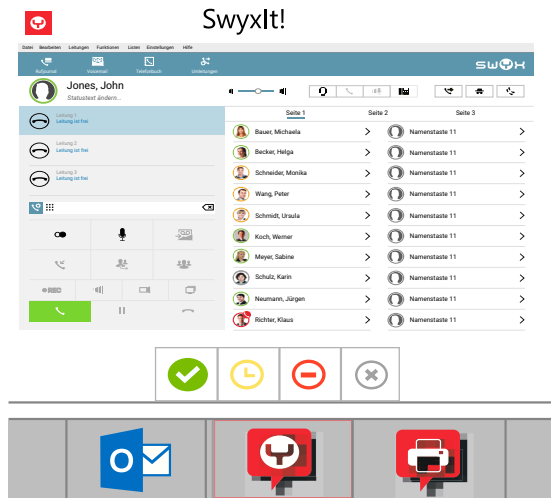 SwyxIt!
Datei Bearbeiten Leitungen Funktionen Listen Einstellungen Hilfe
Rufjournal Voicemail Telefonbuch Umleitungen
swyx
Jones, John
Statustext ändern...
Leitung 1
Leitung ist frei
Leitung 2
Leitung ist frei
Leitung 3
Leitung ist frei
REC
Seite 1 Seite 2 Seite 3
Bauer, Michaela Namenstaste 11
Becker, Helga Namenstaste 11
Schneider, Monika Namenstaste 11
Wang, Peter Namenstaste 11
Schmidt, Ursula Namenstaste 11
Koch, Werner Namenstaste 11
Meyer, Sabine Namenstaste 11
Schulz, Karin Namenstaste 11
Neumann, Jürgen Namenstaste 11
Richter, Klaus Namenstaste 11
O